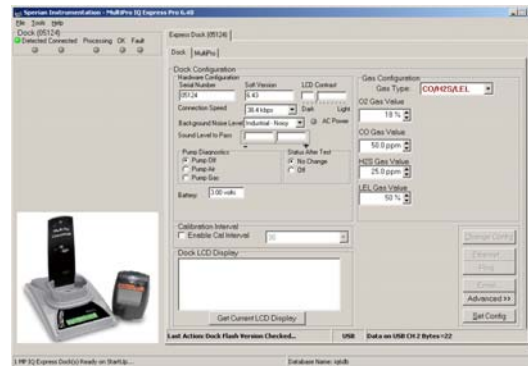 Sperian Instrumentation - MultiPro IQ Express Pro 6.40
File Tools Help
Dock (05124)
Detected Connected Processing OK Fault
Express Dock (05124)
Dock MultiPro
Dock Configuration
Hardware Configuration
Serial Number Soft Version LCD Contrast
05124 6.43
Connection Speed 38.4 kbps Dark Light
Background Noise Level Industrial - Noisy AC Power
Sound Level to Pass
Pump Diagnostics
Pump Off
Pump Air
Pump Gas
Status After Test
No Change
Off
Battery: 3.00 volts
Gas Configuration
Gas Type: CO/H2S/LEL
O2 Gas Value
18 %
CO Gas Value
50.0 ppm
H2S Gas Value
25.0 ppm
LEL Gas Value
50 %
Calibration Interval
Enable Cal Interval
Dock LCD Display
Get Current LCD Display
Change Config
Ethernet
Ping
Email
Advanced >>
Set Config
Last Action: Dock Flash Version Checked... USB Data on USB CH 2 Bytes=22
1 MP IQ Express Dock(s) Ready on StartUp... Database Name: iqtdb